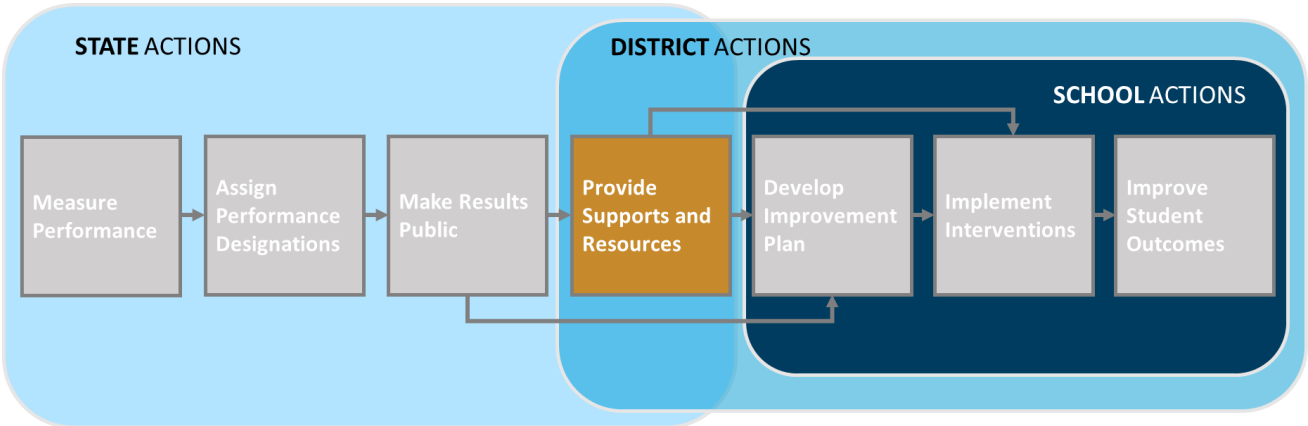 STATE ACTIONS
DISTRICT ACTIONS
SCHOOL ACTIONS
Measure
Performance
Assign
Performance
Designations
Make Results
Public
Provide
Supports and
Resources
Develop
Improvement
Plan
Implement
Interventions
Improve
Student
Outcomes